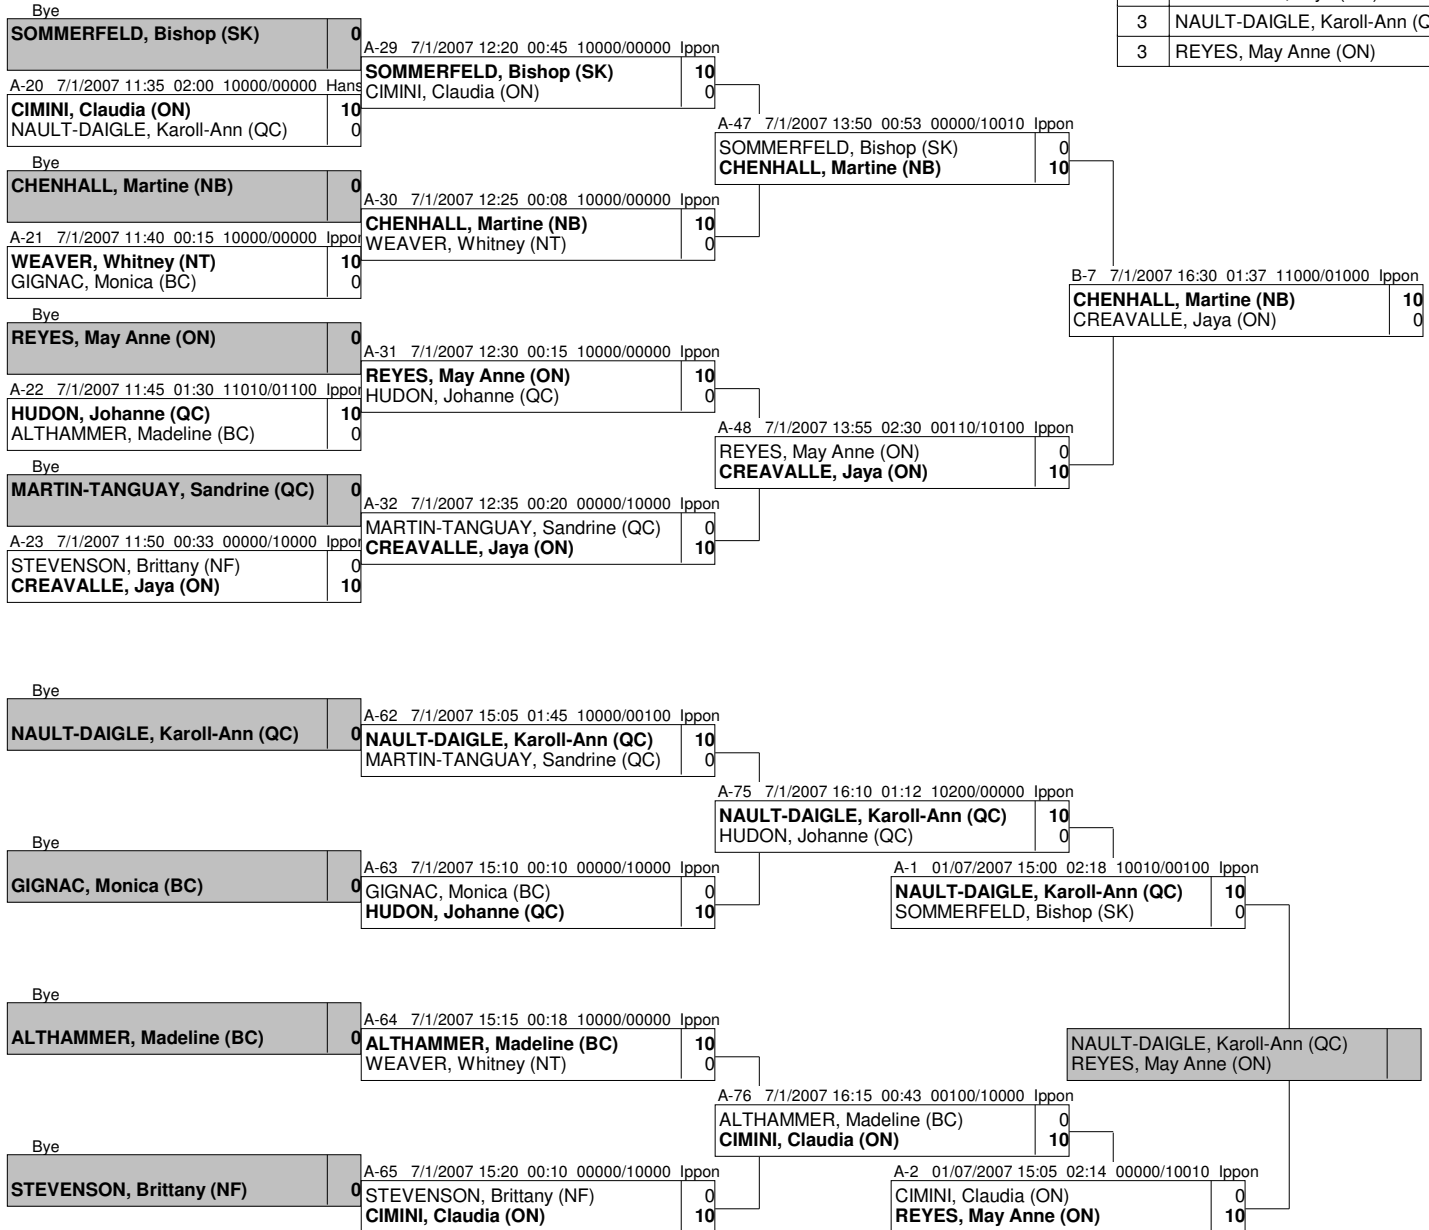 3 NAULT-DAIGLE, Karoll-Ann (Q
3 REYES, May Anne (ON)
Bye
SOMMERFELD, Bishop (SK) 0
A-20 7/1/2007 11:35 02:00 10000/00000 Hans
CIMINI, Claudia (ON) 10
NAULT-DAIGLE, Karoll-Ann (QC) 0
Bye
CHENHALL, Martine (NB) 0
A-21 7/1/2007 11:40 00:15 10000/00000 Ippon
WEAVER, Whitney (NT) 10
GIGNAC, Monica (BC) 0
Bye
REYES, May Anne (ON) 0
A-22 7/1/2007 11:45 01:30 11010/01100 Ippon
HUDON, Johanne (QC) 10
ALTHAMMER, Madeline (BC) 0
Bye
MARTIN-TANGUAY, Sandrine (QC) 0
A-23 7/1/2007 11:50 00:33 00000/10000 Ippon
STEVENSON, Brittany (NF) 0
CREAVALLE, Jaya (ON) 10
A-29 7/1/2007 12:20 00:45 10000/00000 Ippon
SOMMERFELD, Bishop (SK) 10
CIMINI, Claudia (ON) 0
A-30 7/1/2007 12:25 00:08 10000/00000 Ippon
CHENHALL, Martine (NB) 10
WEAVER, Whitney (NT) 0
A-31 7/1/2007 12:30 00:15 10000/00000 Ippon
REYES, May Anne (ON) 10
HUDON, Johanne (QC) 0
A-32 7/1/2007 12:35 00:20 00000/10000 Ippon
MARTIN-TANGUAY, Sandrine (QC) 0
CREAVALLE, Jaya (ON) 10
A-47 7/1/2007 13:50 00:53 00000/10010 Ippon
SOMMERFELD, Bishop (SK) 0
CHENHALL, Martine (NB) 10
A-48 7/1/2007 13:55 02:30 00110/10100 Ippon
REYES, May Anne (ON) 0
CREAVALLE, Jaya (ON) 10
B-7 7/1/2007 16:30 01:37 11000/01000 Ippon
CHENHALL, Martine (NB) 10
CREAVALLE, Jaya (ON) 0
Bye
NAULT-DAIGLE, Karoll-Ann (QC) 0
Bye
GIGNAC, Monica (BC) 0
Bye
ALTHAMMER, Madeline (BC) 0
Bye
STEVENSON, Brittany (NF) 0
A-62 7/1/2007 15:05 01:45 10000/00100 Ippon
NAULT-DAIGLE, Karoll-Ann (QC) 10
MARTIN-TANGUAY, Sandrine (QC) 0
A-63 7/1/2007 15:10 00:10 00000/10000 Ippon
GIGNAC, Monica (BC) 0
HUDON, Johanne (QC) 10
A-64 7/1/2007 15:15 00:18 10000/00000 Ippon
ALTHAMMER, Madeline (BC) 10
WEAVER, Whitney (NT) 0
A-65 7/1/2007 15:20 00:10 00000/10000 Ippon
STEVENSON, Brittany (NF) 0
CIMINI, Claudia (ON) 10
A-75 7/1/2007 16:10 01:12 10200/00000 Ippon
NAULT-DAIGLE, Karoll-Ann (QC) 10
HUDON, Johanne (QC) 0
A-76 7/1/2007 16:15 00:43 00100/10000 Ippon
ALTHAMMER, Madeline (BC) 0
CIMINI, Claudia (ON) 10
A-1 01/07/2007 15:00 02:18 10010/00100 Ippon
NAULT-DAIGLE, Karoll-Ann (QC) 10
SOMMERFELD, Bishop (SK) 0
A-2 01/07/2007 15:05 02:14 00000/10010 Ippon
CIMINI, Claudia (ON) 0
REYES, May Anne (ON) 10
NAULT-DAIGLE, Karoll-Ann (QC)
REYES, May Anne (ON)